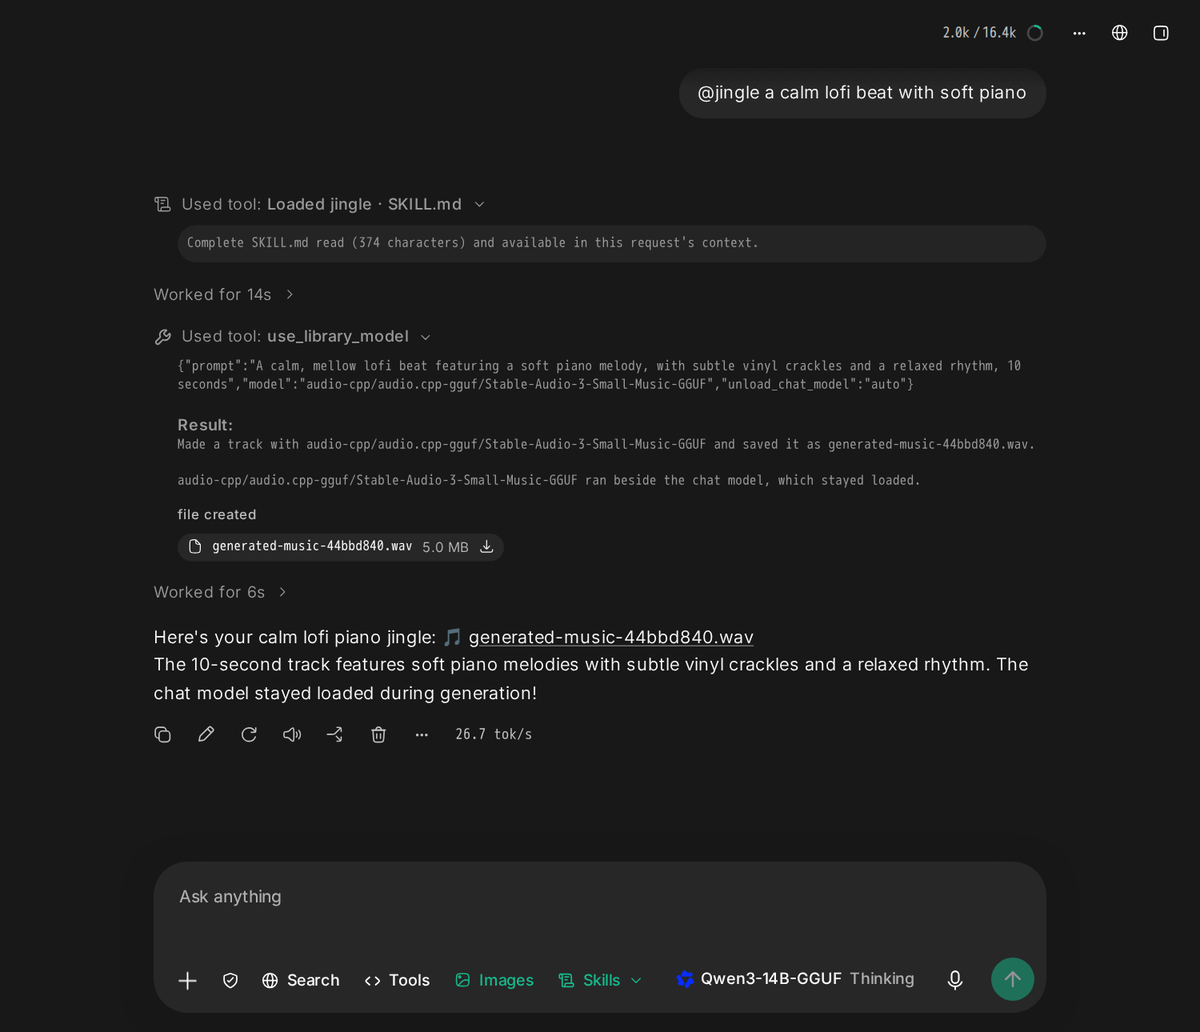 2.0k / 16.4k
@jingle a calm lofi beat with soft piano
Used tool: Loaded jingle · SKILL.md
Complete SKILL.md read (374 characters) and available in this request's context.
Worked for 14s
Used tool: use_library_model
{"prompt":"A calm, mellow lofi beat featuring a soft piano melody, with subtle vinyl crackles and a relaxed rhythm, 10
seconds","model":"audio-cpp/audio.cpp-gguf/Stable-Audio-3-Small-Music-GGUF","unload_chat_model":"auto"}
Result:
Made a track with audio-cpp/audio.cpp-gguf/Stable-Audio-3-Small-Music-GGUF and saved it as generated-music-44bbd840.wav.
audio-cpp/audio.cpp-gguf/Stable-Audio-3-Small-Music-GGUF ran beside the chat model, which stayed loaded.
file created
generated-music-44bbd840.wav 5.0 MB
Worked for 6s
Here's your calm lofi piano jingle: 🎵 generated-music-44bbd840.wav
The 10-second track features soft piano melodies with subtle vinyl crackles and a relaxed rhythm. The
chat model stayed loaded during generation!
26.7 tok/s
Ask anything
Search Tools Images Skills Qwen3-14B-GGUF Thinking